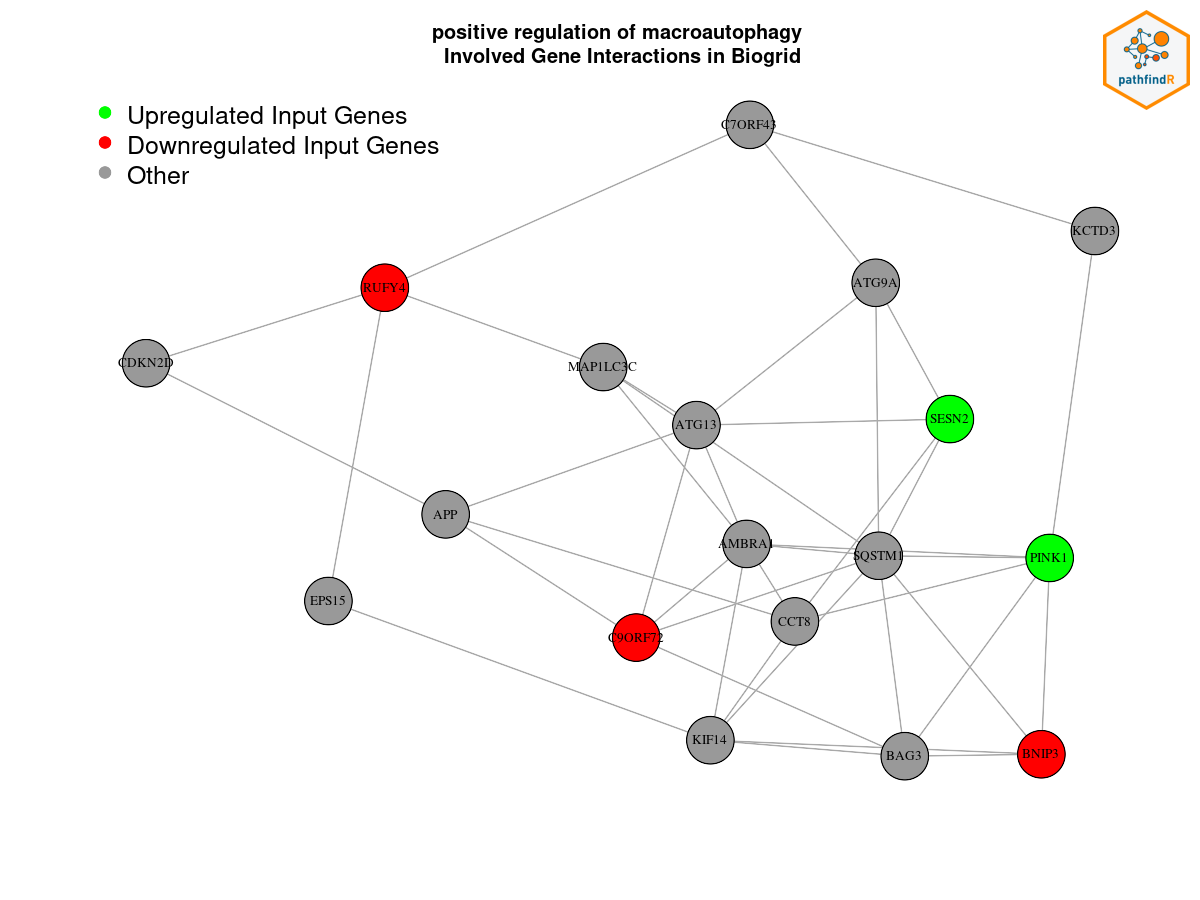 positive regulation of macroautophagy
Involved Gene Interactions in Biogrid
pathfindR
Upregulated Input Genes
Downregulated Input Genes
Other
C7ORF43
KCTD3
ATG9A
RUFY4
CDKN2D
MAP1LC3C
SESN2
ATG13
APP
AMBRA1
SQSTM1
PINK1
EPS15
CCT8
C9ORF72
KIF14
BAG3
BNIP3